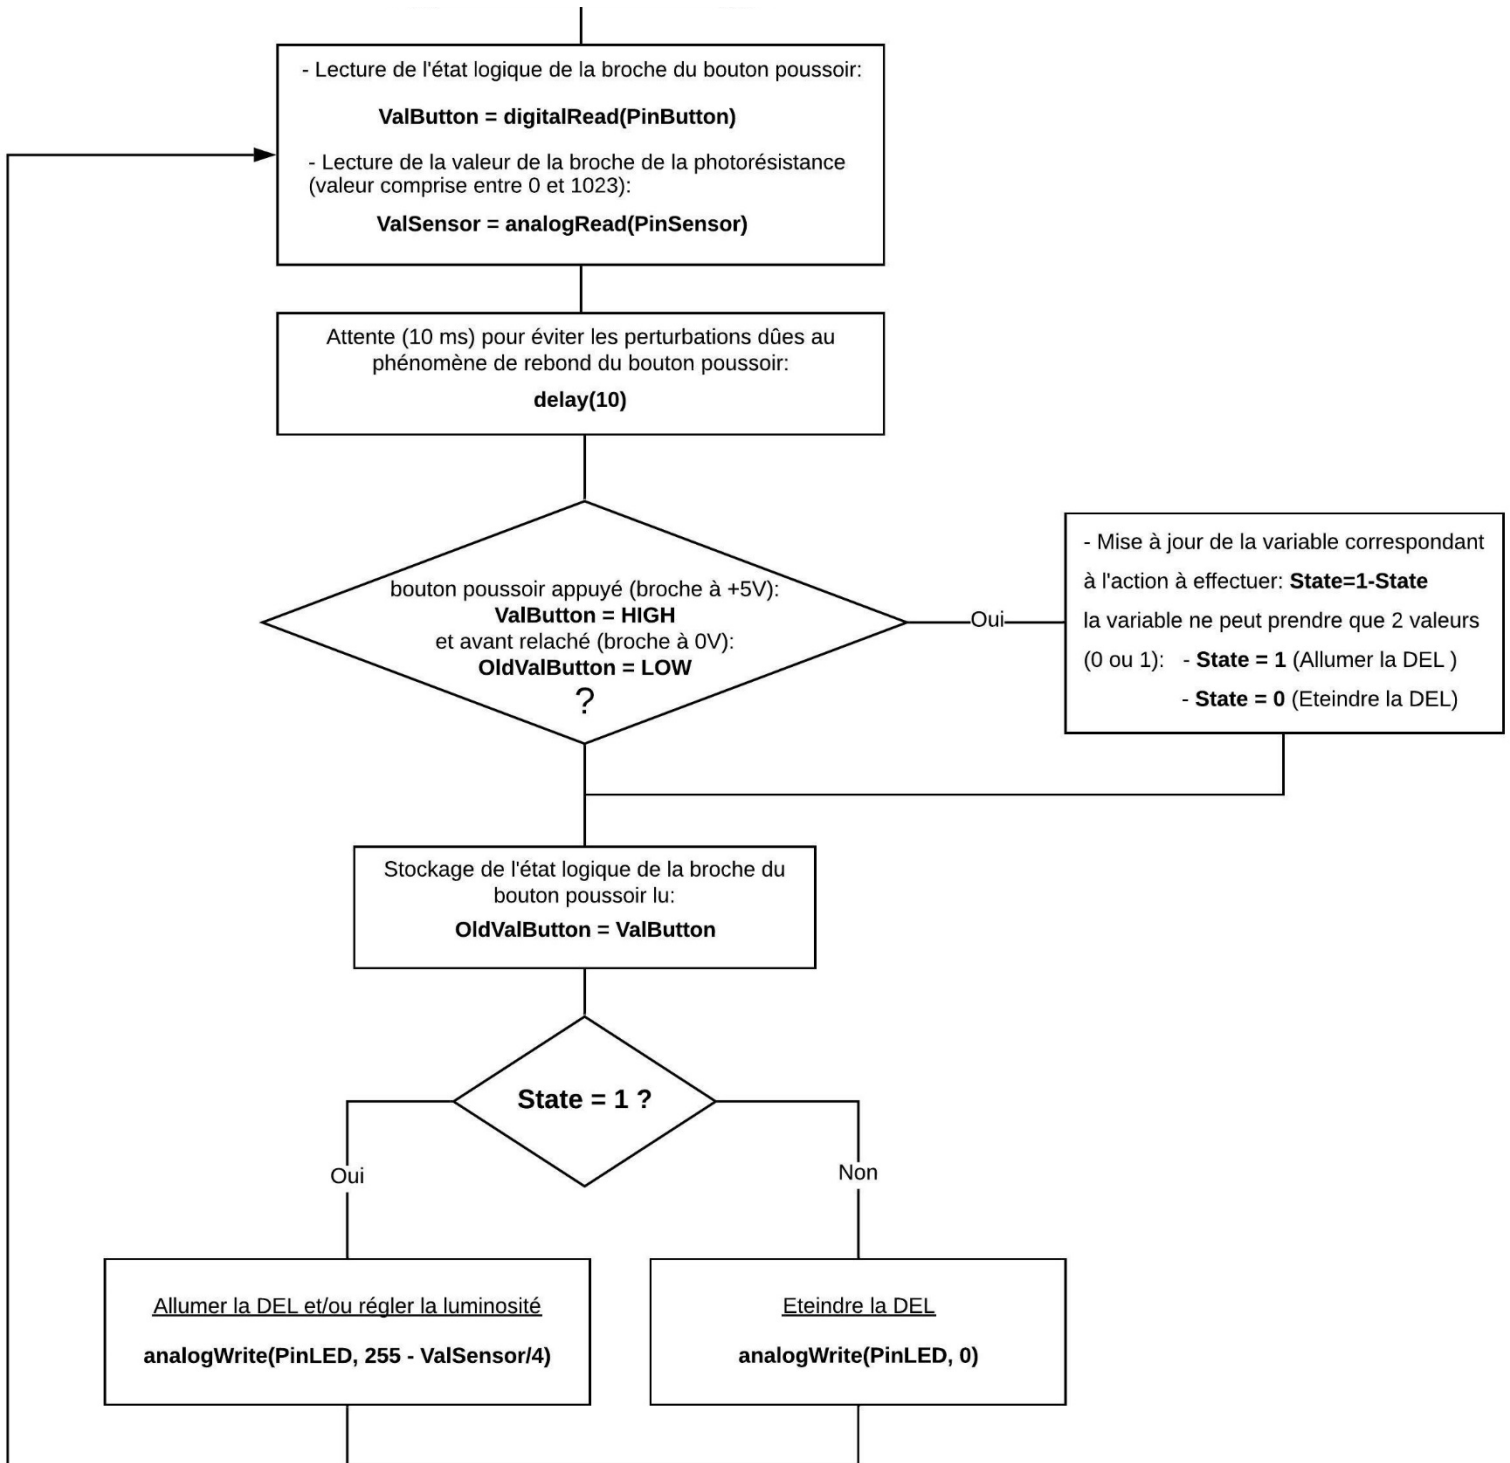 - Lecture de l'état logique de la broche du bouton poussoir:
ValButton = digitalRead(PinButton)
- Lecture de la valeur de la broche de la photorésistance
(valeur comprise entre 0 et 1023):
ValSensor = analogRead(PinSensor)
Attente (10 ms) pour éviter les perturbations dûes au
phénomène de rebond du bouton poussoir:
delay(10)
bouton poussoir appuyé (broche à +5V):
ValButton = HIGH
et avant relaché (broche à 0V):
OldValButton = LOW
?
Oui
- Mise à jour de la variable correspondant
à l'action à effectuer: State=1-State
la variable ne peut prendre que 2 valeurs
(0 ou 1): - State = 1 (Allumer la DEL )
- State = 0 (Eteindre la DEL)
Stockage de l'état logique de la broche du
bouton poussoir lu:
OldValButton = ValButton
State = 1 ?
Oui
Non
Allumer la DEL et/ou régler la luminosité
analogWrite(PinLED, 255 - ValSensor/4)
Eteindre la DEL
analogWrite(PinLED, 0)